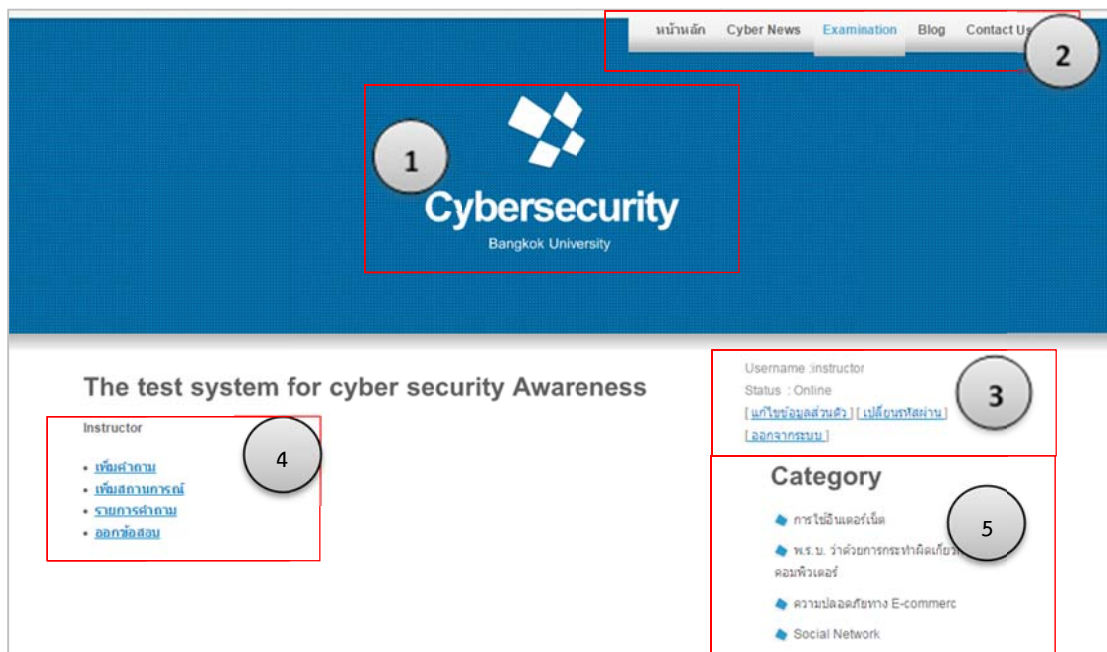 หน้าหลัก Cyber News Examination Blog Contact Us
2
1
Cybersecurity
Bangkok University
The test system for cyber security Awareness
Instructor
4
• เพิ่มคำถาม
• เพิ่มสถานการณ์
• รายการคำถาม
• ออกข้อสอบ
Username :instructor
Status : Online
[ แก้ไขข้อมูลส่วนตัว ] [ เปลี่ยนรหัสผ่าน ]
[ ออกจากระบบ ]
3
Category
5
การใช้อินเตอร์เน็ต
พ.ร.บ. ว่าด้วยการกระทำผิด
คอมพิวเตอร์
ความปลอดภัยทาง E-commerc
Social Network